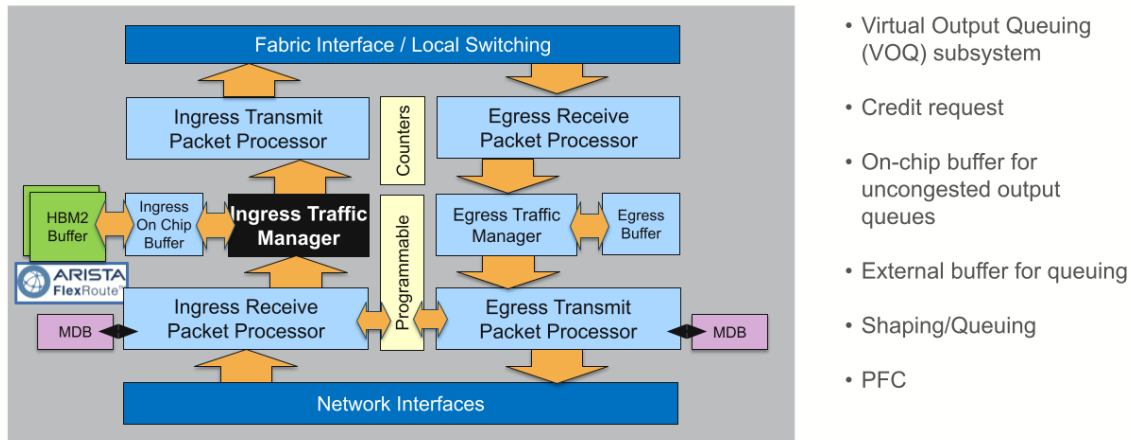 Fabric Interface / Local Switching
Ingress Transmit
Packet Processor
Counters
Egress Receive
Packet Processor
HBM2
Buffer
Ingress
On Chip
Buffer
Ingress Traffic
Manager
Programmable
Egress Traffic
Manager
Egress
Buffer
ARISTA
FlexRoute™
MDB
Ingress Receive
Packet Processor
Egress Transmit
Packet Processor
MDB
Network Interfaces
• Virtual Output Queuing
(VOQ) subsystem
• Credit request
• On-chip buffer for
uncongested output
queues
• External buffer for queuing
• Shaping/Queuing
• PFC